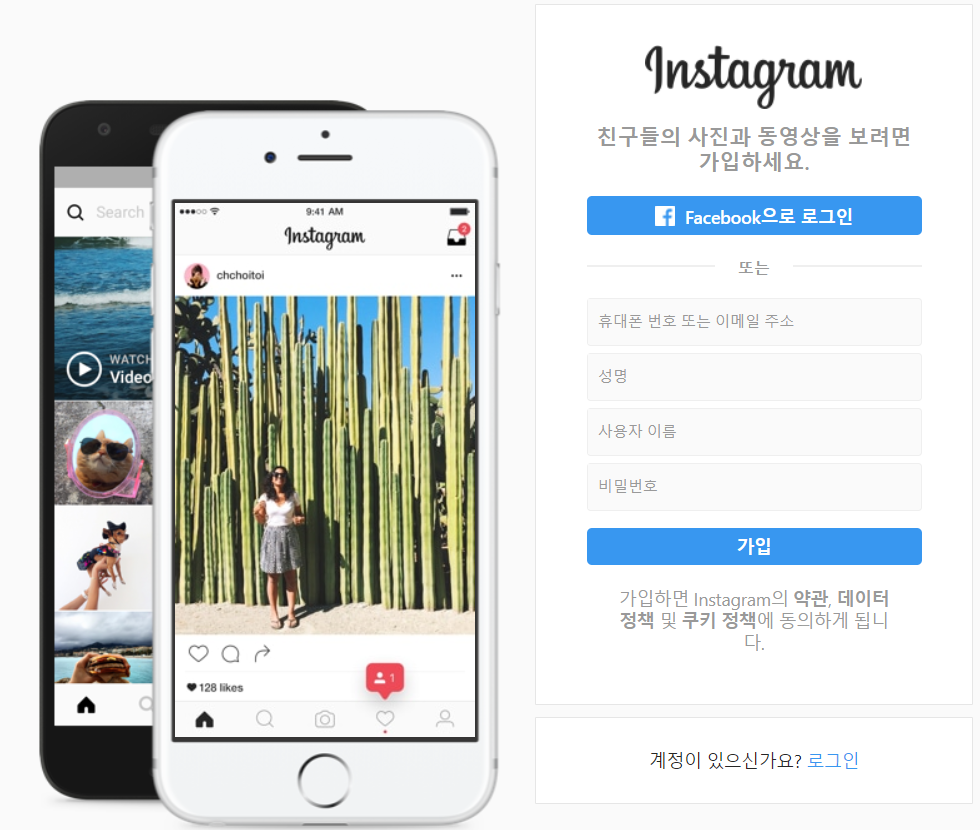 Search
WATCH
Video
9:41 AM
Instagram
2
chchoitoi
128 likes
1
Instagram
친구들의 사진과 동영상을 보려면
가입하세요.
Facebook으로 로그인
또는
휴대폰 번호 또는 이메일 주소
성명
사용자 이름
비밀번호
가입
가입하면 Instagram의 약관, 데이터
정책 및 쿠키 정책에 동의하게 됩니
다.
계정이 있으신가요? 로그인